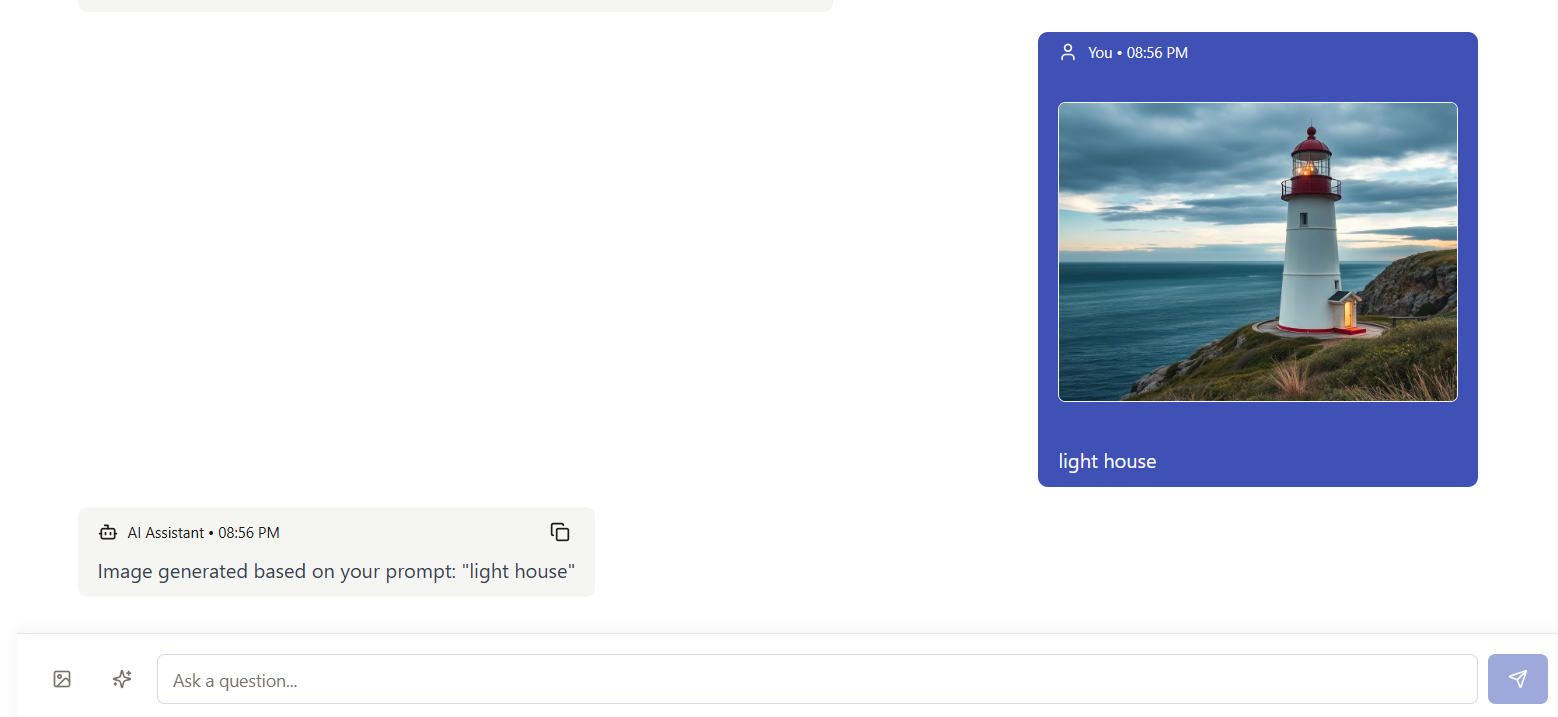 You • 08:56 PM
light house
AI Assistant • 08:56 PM
Image generated based on your prompt: "light house"
Ask a question...